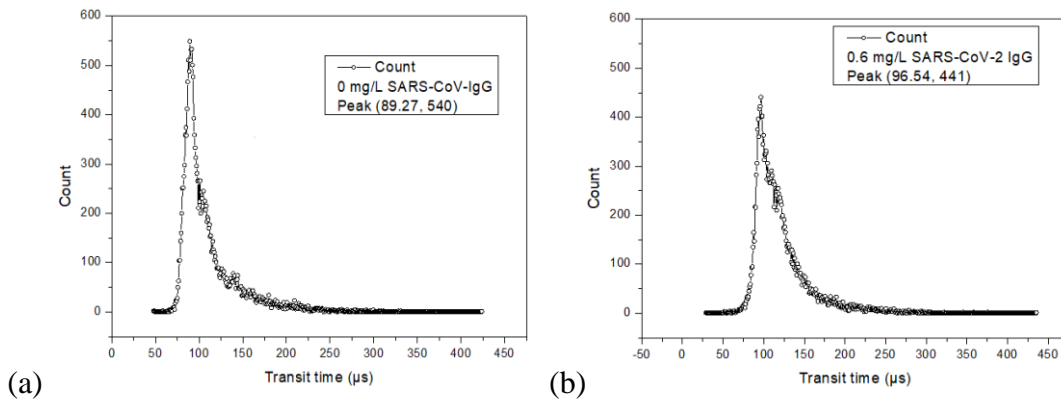 600
500
400
300
200
100
0
Count
Count
0 mg/L SARS-CoV-IgG
Peak (89.27, 540)
0 50 100 150 200 250 300 350 400 450
Transit time (µs)
(a)
600
500
400
300
200
100
0
Count
Count
0.6 mg/L SARS-CoV-2 IgG
Peak (96.54, 441)
-50 0 50 100 150 200 250 300 350 400 450
Transit time (µs)
(b)